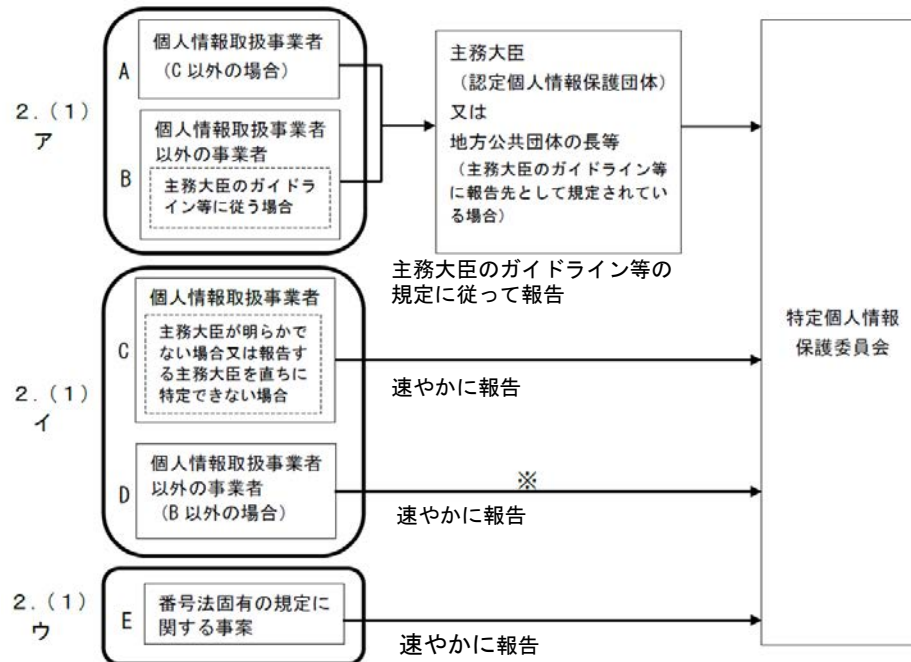 2.(1)
ア
A
個人情報取扱事業者
(C以外の場合)
B
個人情報取扱事業者
以外の事業者
主務大臣のガイドラ
イン等に従う場合
主務大臣
(認定個人情報保護団体)
又は
地方公共団体の長等
(主務大臣のガイドライン等
に報告先として規定されてい
る場合)
主務大臣のガイドライン等の
規定に従って報告
2.(1)
イ
C
個人情報取扱事業者
主務大臣が明らかで
ない場合又は報告す
る主務大臣を直ちに
特定できない場合
速やかに報告
D
個人情報取扱事業者
以外の事業者
(B以外の場合)
※
速やかに報告
2.(1)
ウ
E
番号法固有の規定に
関する事案
速やかに報告
特定個人情報
保護委員会